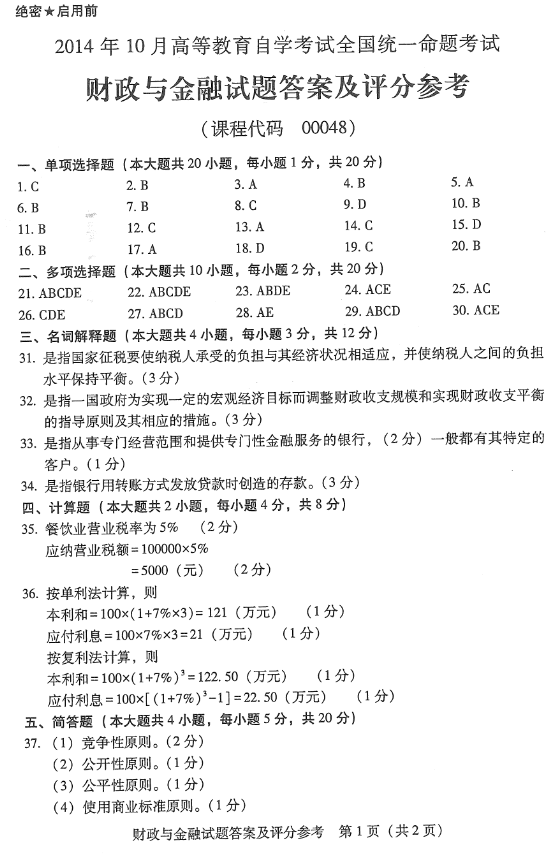 绝密★启用前
2014 年 10 月高等教育自学考试全国统一命题考试
财政与金融试题答案及评分参考
(课程代码 00048)
一、单项选择题(本大题共 20 小题，每小题 1 分，共 20 分)
1. C 2. B 3. A 4. B 5. A
6. B 7. B 8. C 9. D 10. B
11. B 12. C 13. A 14. C 15. D
16. B 17. A 18. D 19. C 20. B
二、多项选择题(本大题共 10 小题，每小题 2 分，共 20 分)
21. ABCDE 22. ABCDE 23. ABDE 24. ACE 25. AC
26. CDE 27. ABCD 28. AE 29. ABCD 30. ACE
三、名词解释题(本大题共 4 小题，每小题 3 分，共 12 分)
31. 是指国家征税要使纳税人承受的负担与其经济状况相适应，并使纳税人之间的负担
水平保持平衡。(3 分)
32. 是指一国政府为实现一定的宏观经济目标而调整财政收支规模和实现财政收支平衡
的指导原则及其相应的措施。(3 分)
33. 是指从事专门经营范围和提供专门性金融服务的银行，(2 分) 一般都有其特定的
客户。(1 分)
34. 是指银行用转账方式发放贷款时创造的存款。(3 分)
四、计算题(本大题共 2 小题，每小题 4 分，共 8 分)
35. 餐饮业营业税率为 5% (2 分)
应纳营业税额=100000×5%
=5000 (元) (2 分)
36. 按单利法计算，则
本利和=100×(1+7%×3)=121 (万元) (1 分)
应付利息=100×7%×3=21 (万元) (1 分)
按复利法计算，则
本利和=100×(1+7%)³=122.50 (万元) (1 分)
应付利息=100×[(1+7%)³-1]=22.50 (万元) (1 分)
五、简答题(本大题共 4 小题，每小题 5 分，共 20 分)
37. (1) 竞争性原则。(2 分)
(2) 公开性原则。(1 分)
(3) 公平性原则。(1 分)
(4) 使用商业标准原则。(1 分)
财政与金融试题答案及评分参考 第 1 页 (共 2 页)